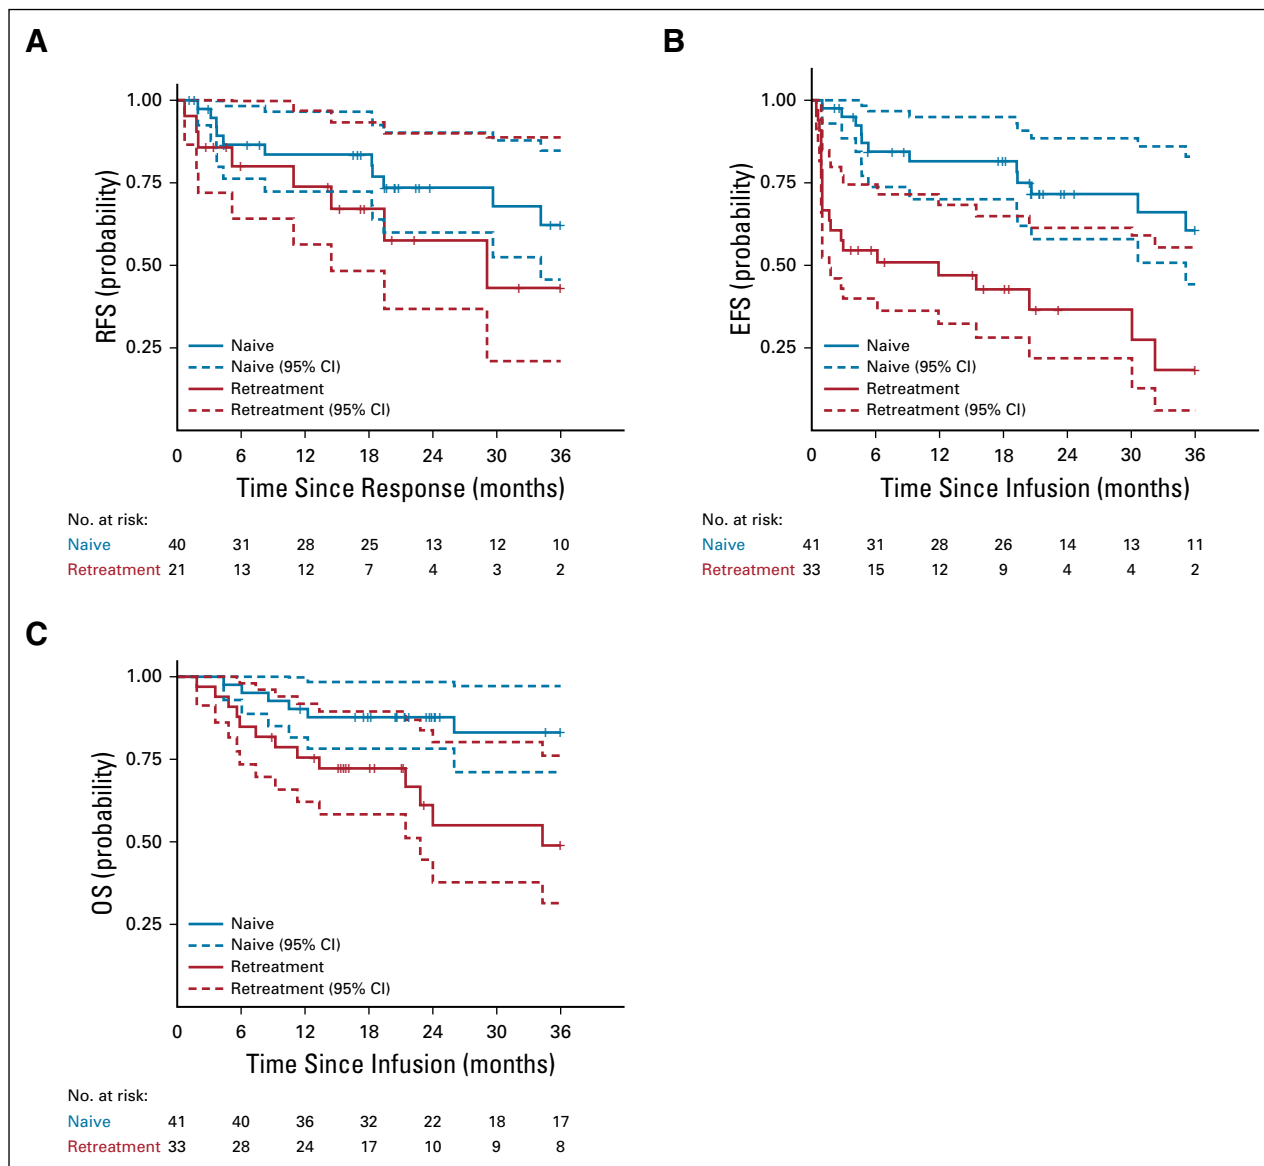 A
1.00
0.75
0.50
0.25
RFS (probability)
Naive
Naive (95% CI)
Retreatment
Retreatment (95% CI)
0 6 12 18 24 30 36
Time Since Response (months)
No. at risk:
Naive 40 31 28 25 13 12 10
Retreatment 21 13 12 7 4 3 2
B
1.00
0.75
0.50
0.25
EFS (probability)
Naive
Naive (95% CI)
Retreatment
Retreatment (95% CI)
0 6 12 18 24 30 36
Time Since Infusion (months)
No. at risk:
Naive 41 31 28 26 14 13 11
Retreatment 33 15 12 9 4 4 2
C
1.00
0.75
0.50
0.25
OS (probability)
Naive
Naive (95% CI)
Retreatment
Retreatment (95% CI)
0 6 12 18 24 30 36
Time Since Infusion (months)
No. at risk:
Naive 41 40 36 32 22 18 17
Retreatment 33 28 24 17 10 9 8